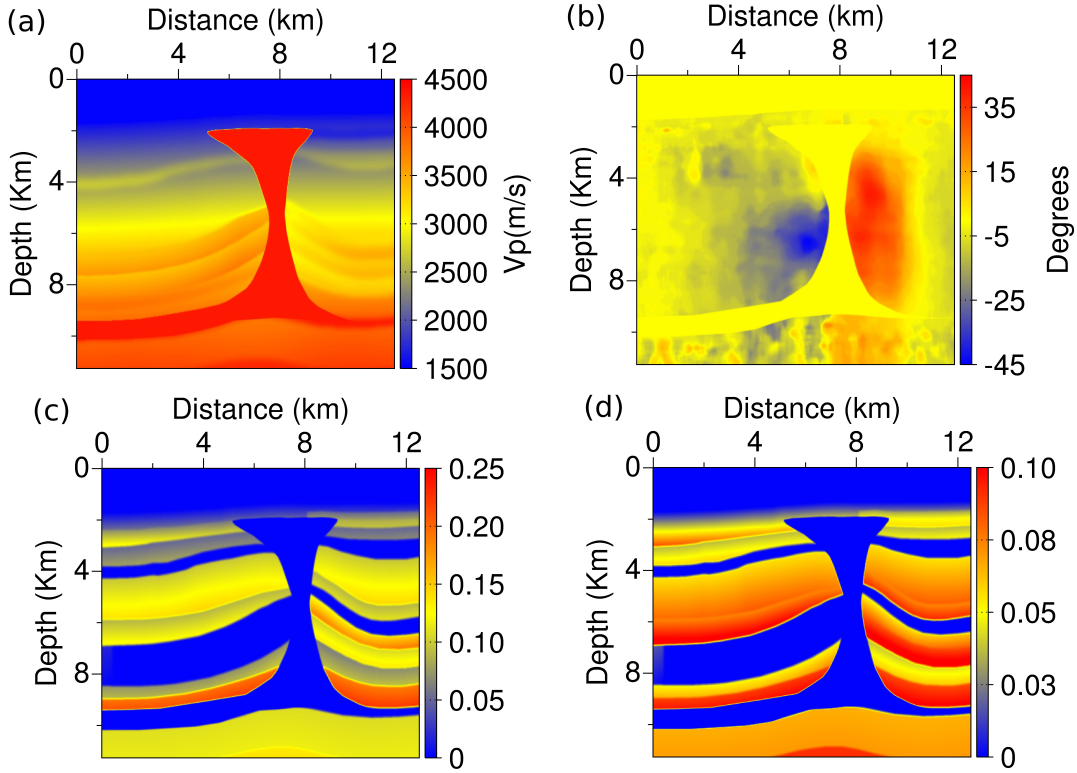 (a)
Distance (km)
0 4 8 12
0
4
8
Depth (Km)
4500
4000
3500
3000
2500
2000
1500
Vp(m/s)
(b)
Distance (km)
0 4 8 12
0
4
8
Depth (Km)
35
15
-5
-25
-45
Degrees
(c)
Distance (km)
0 4 8 12
0
4
8
Depth (Km)
0.25
0.20
0.15
0.10
0.05
0
(d)
Distance (km)
0 4 8 12
0
4
8
Depth (Km)
0.10
0.08
0.05
0.03
0